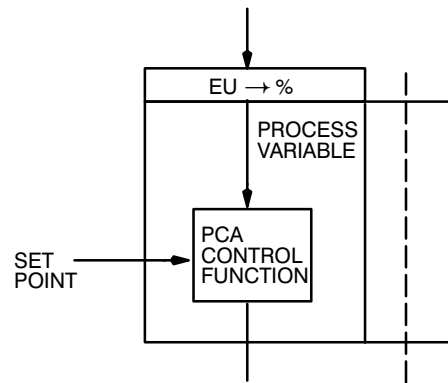 EU → %
PROCESS
VARIABLE
PCA
CONTROL
FUNCTION
SET
POINT